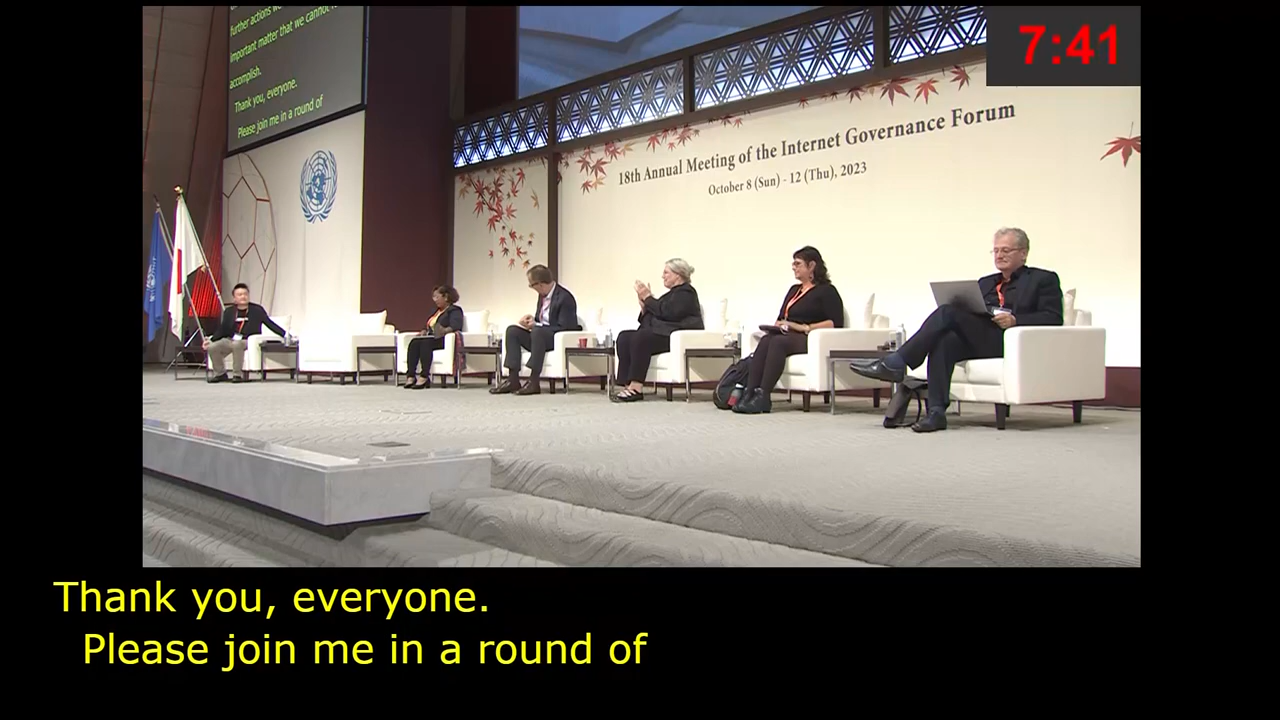 further actions
important matter that we cannot
accomplish.
Thank you, everyone.
Please join me in a round of
7:41
18th Annual Meeting of the Internet Governance Forum
October 8 (Sun) - 12 (Thu), 2023
Thank you, everyone.
Please join me in a round of